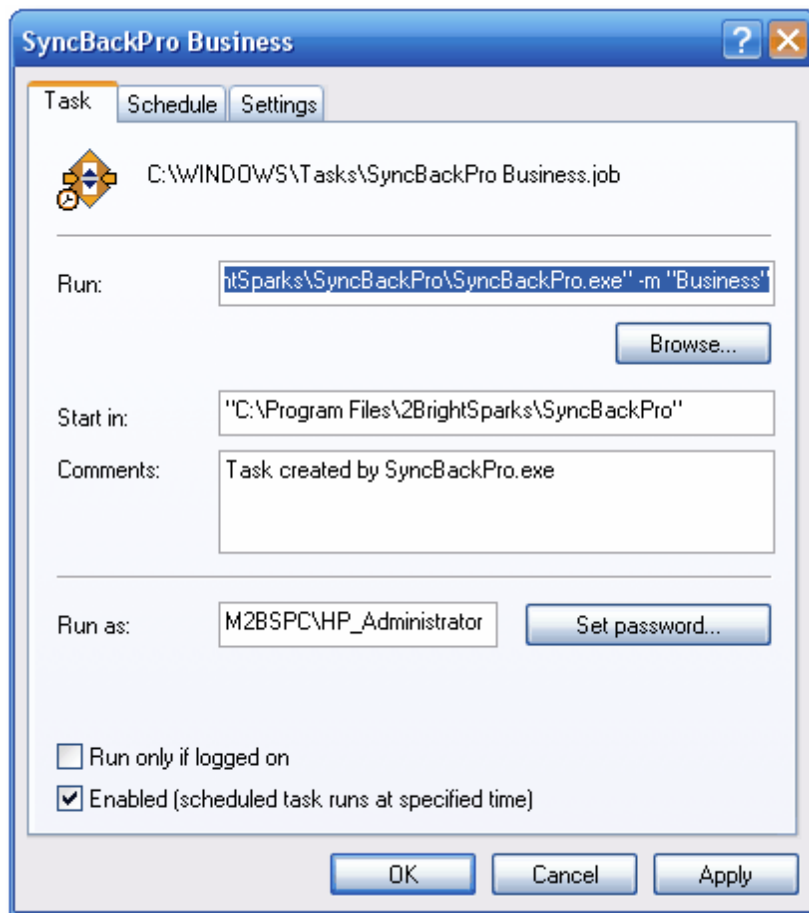 SyncBackPro Business
Task Schedule Settings
C:\WINDOWS\Tasks\SyncBackPro Business.job
Run: htSparks\SyncBackPro\SyncBackPro.exe" -m "Business"
Browse...
Start in: "C:\Program Files\2BrightSparks\SyncBackPro"
Comments: Task created by SyncBackPro.exe
Run as: M2BSPC\HP_Administrator Set password...
Run only if logged on
Enabled (scheduled task runs at specified time)
OK Cancel Apply